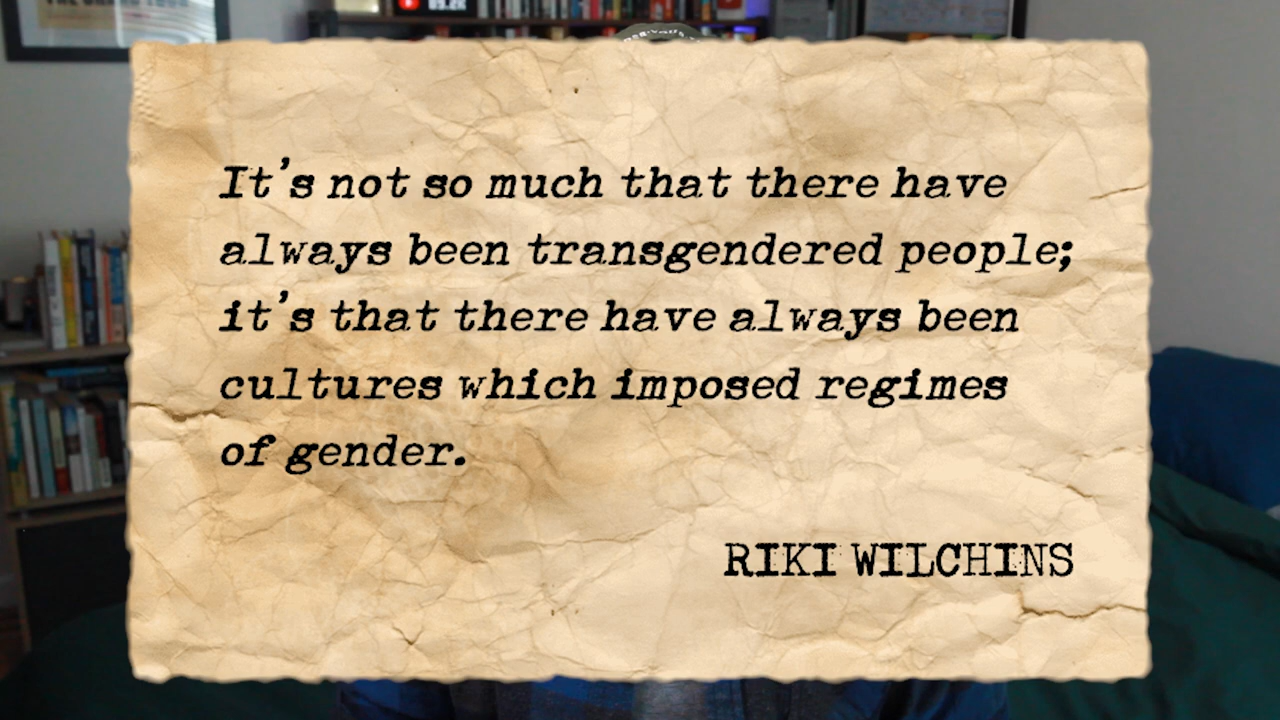 It's not so much that there have
always been transgendered people;
it's that there have always been
cultures which imposed regimes
of gender.
RIKI WILCHINS